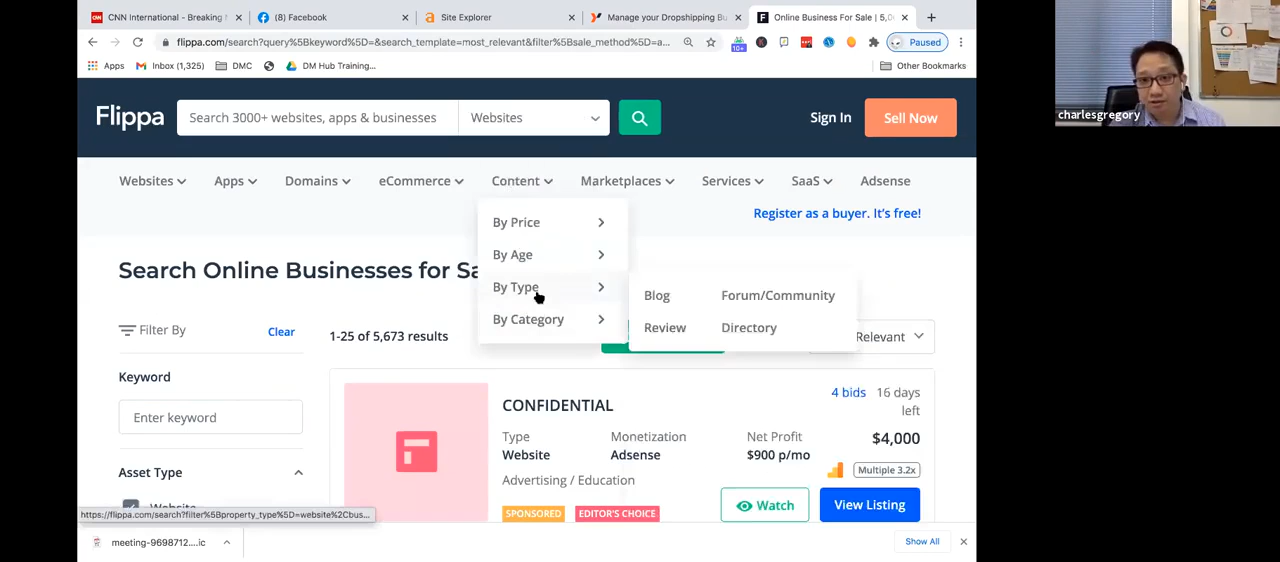 CNN International - Breaking N
(8) Facebook
Site Explorer
Manage your Dropshipping Bu
Online Business For Sale | 5,0
flippa.com/search?query%5Bkeyword%5D=&search_template=most_relevant&filter%5Bsale_method%5D=a...
10+
Paused
Apps
Inbox (1,325)
DMC
DM Hub Training...
Other Bookmarks
Flippa
Search 3000+ websites, apps & businesses
Websites
Sign In
Sell Now
Websites
Apps
Domains
eCommerce
Content
Marketplaces
Services
SaaS
Adsense
Register as a buyer. It's free!
By Price
By Age
By Type
By Category
Blog
Forum/Community
Review
Directory
Search Online Businesses for Sa
Filter By
Clear
1-25 of 5,673 results
Relevant
Keyword
Enter keyword
Asset Type
Website
CONFIDENTIAL
4 bids
16 days left
Type
Website
Monetization
Adsense
Net Profit
$900 p/mo
$4,000
Multiple 3.2x
Advertising / Education
SPONSORED
EDITOR'S CHOICE
Watch
View Listing
https://flippa.com/search?filter%5Bproperty_type%5D=website%2Cbus...
meeting-9698712....ic
Show All
charlesgregory